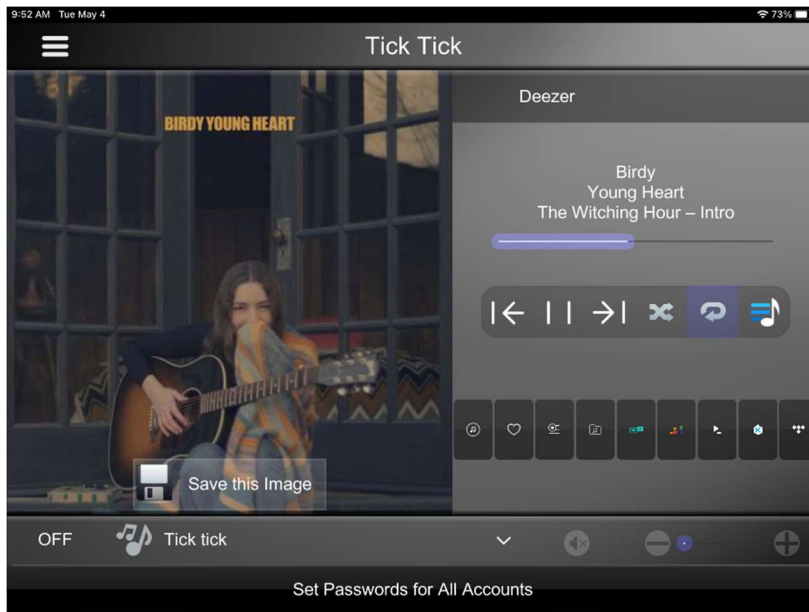 9:52 AM Tue May 4
73%
Tick Tick
BIRDY YOUNG HEART
Deezer
Birdy
Young Heart
The Witching Hour – Intro
Save this Image
OFF
Tick tick
Set Passwords for All Accounts